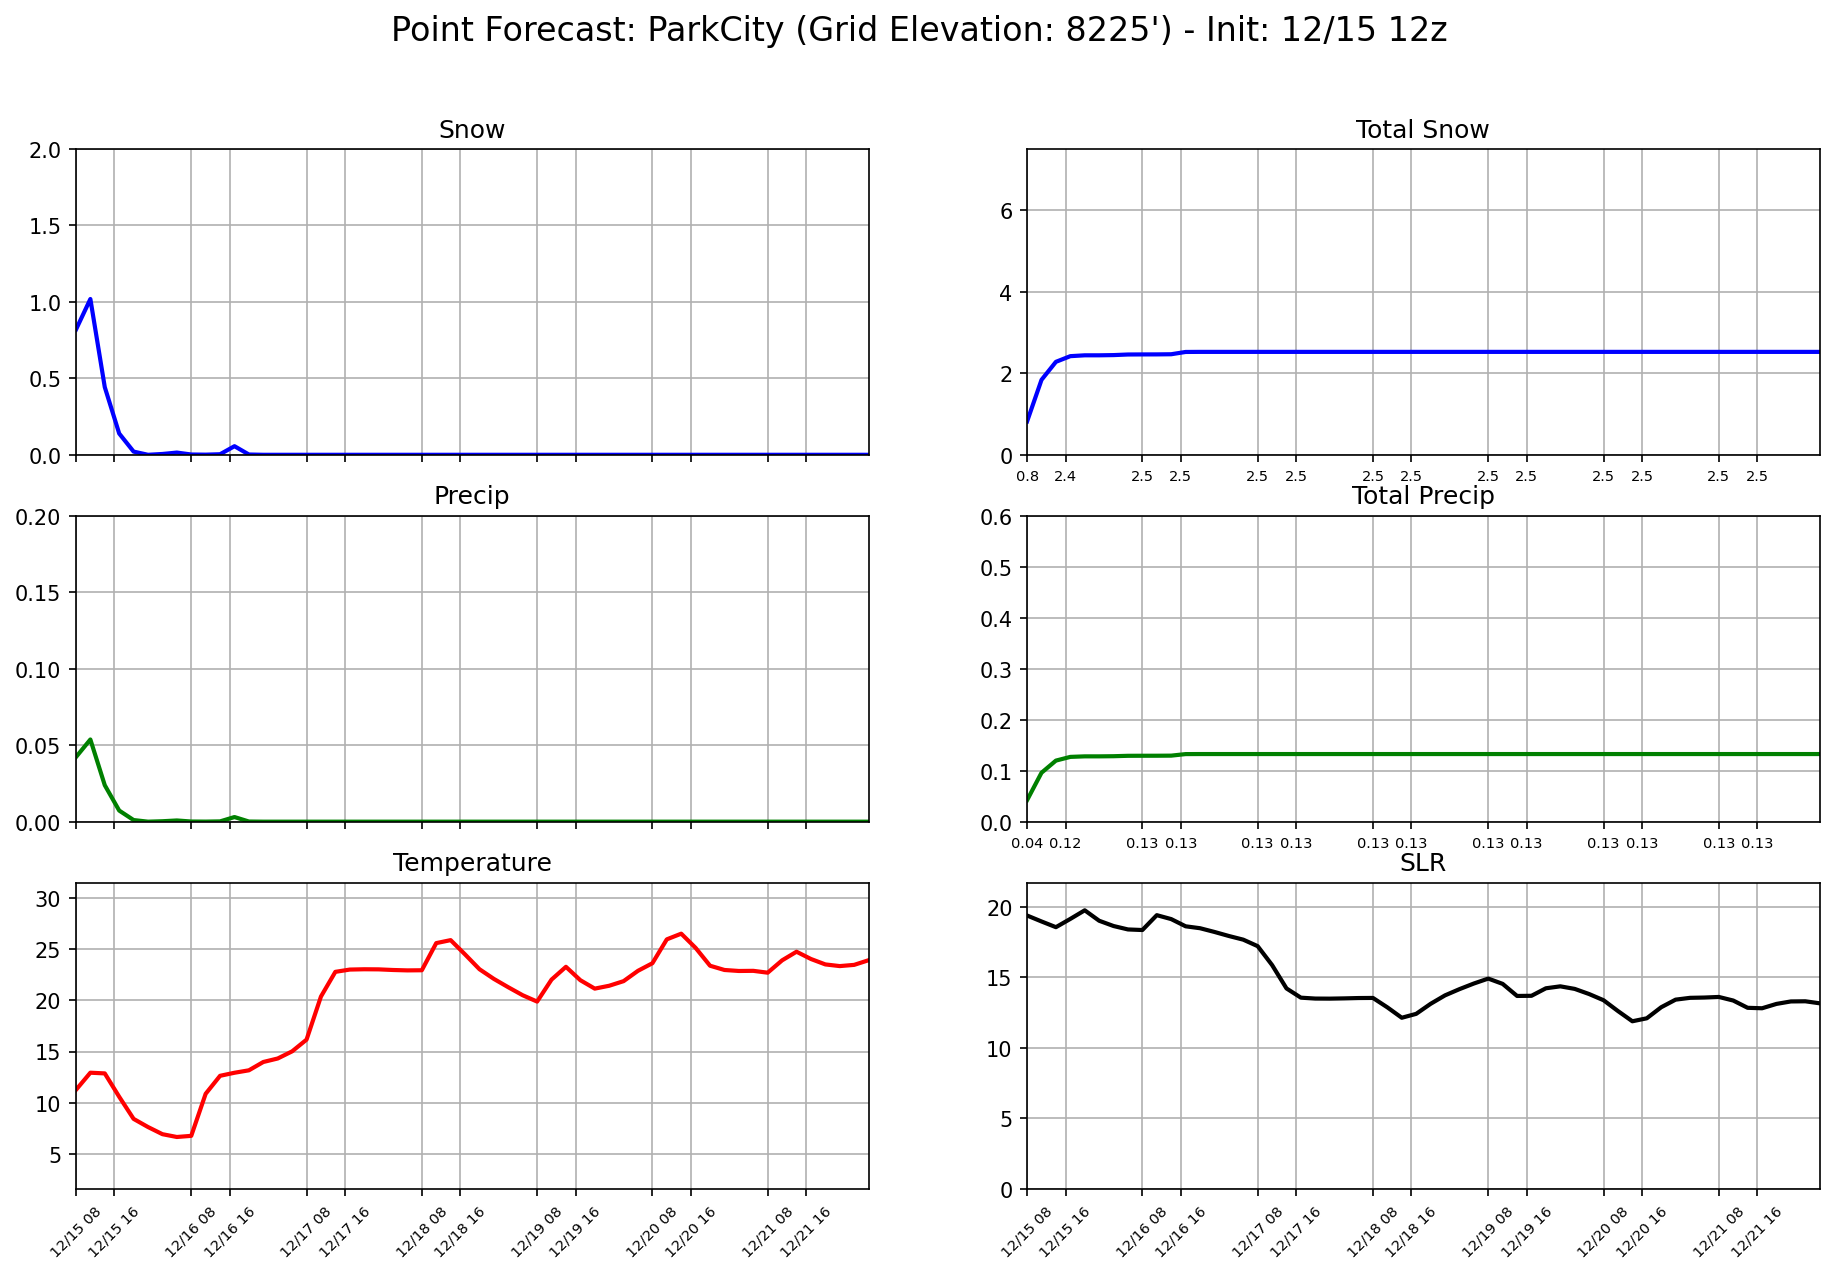 Point Forecast: ParkCity (Grid Elevation: 8225') - Init: 12/15 12z
Snow
2.0
1.5
1.0
0.5
0.0
Total Snow
6
4
2
0
0.8 2.4 2.5 2.5 2.5 2.5 2.5 2.5 2.5 2.5 2.5 2.5 2.5 2.5
Precip
0.20
0.15
0.10
0.05
0.00
Total Precip
0.6
0.5
0.4
0.3
0.2
0.1
0.0
0.04 0.12 0.13 0.13 0.13 0.13 0.13 0.13 0.13 0.13 0.13 0.13 0.13 0.13
Temperature
30
25
20
15
10
5
12/15 08 12/15 16 12/16 08 12/16 16 12/17 08 12/17 16 12/18 08 12/18 16 12/19 08 12/19 16 12/20 08 12/20 16 12/21 08 12/21 16
SLR
20
15
10
5
0
12/15 08 12/15 16 12/16 08 12/16 16 12/17 08 12/17 16 12/18 08 12/18 16 12/19 08 12/19 16 12/20 08 12/20 16 12/21 08 12/21 16